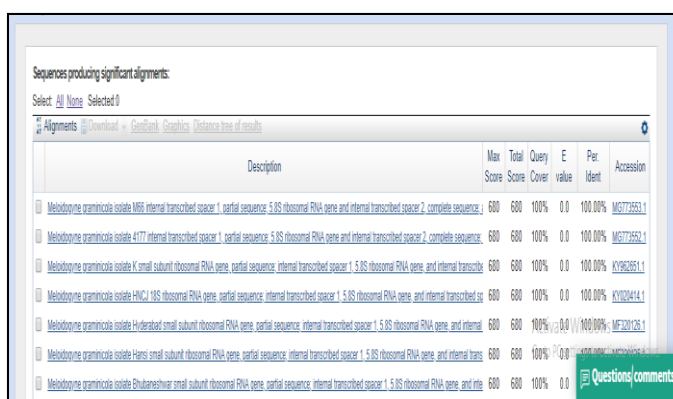 Sequences producing significant alignments:
Select: All None Selected:0
Alignments Download GenBank Graphics Distance tree of results
Description Max Score Total Score Query Cover E value Per. Ident Accession
Meloidogyne graminicola isolate M66 internal transcribed spacer 1, partial sequence; 5.8S ribosomal RNA gene and internal transcribed spacer 2, complete sequence; 680 680 100% 0.0 100.00% MG773553.1
Meloidogyne graminicola isolate 4177 internal transcribed spacer 1, partial sequence; 5.8S ribosomal RNA gene and internal transcribed spacer 2, complete sequence; 680 680 100% 0.0 100.00% MG773552.1
Meloidogyne graminicola isolate K small subunit ribosomal RNA gene, partial sequence; internal transcribed spacer 1, 5.8S ribosomal RNA gene, and internal transcribe 680 680 100% 0.0 100.00% KY962651.1
Meloidogyne graminicola isolate HNCJ 18S ribosomal RNA gene, partial sequence; internal transcribed spacer 1, 5.8S ribosomal RNA gene, and internal transcribed sp 680 680 100% 0.0 100.00% KY020414.1
Meloidogyne graminicola isolate Hyderabad small subunit ribosomal RNA gene, partial sequence; internal transcribed spacer 1, 5.8S ribosomal RNA gene, and internal 680 680 100% 0.0 100.00% MF320126.1
Meloidogyne graminicola isolate Hansi small subunit ribosomal RNA gene, partial sequence; internal transcribed spacer 1, 5.8S ribosomal RNA gene, and internal trans 680 680 100% 0.0
Meloidogyne graminicola isolate Bhubaneshwar small subunit ribosomal RNA gene, partial sequence; internal transcribed spacer 1, 5.8S ribosomal RNA gene, and inte 680 680 100% 0.0
Activate Windows
Questions/comments